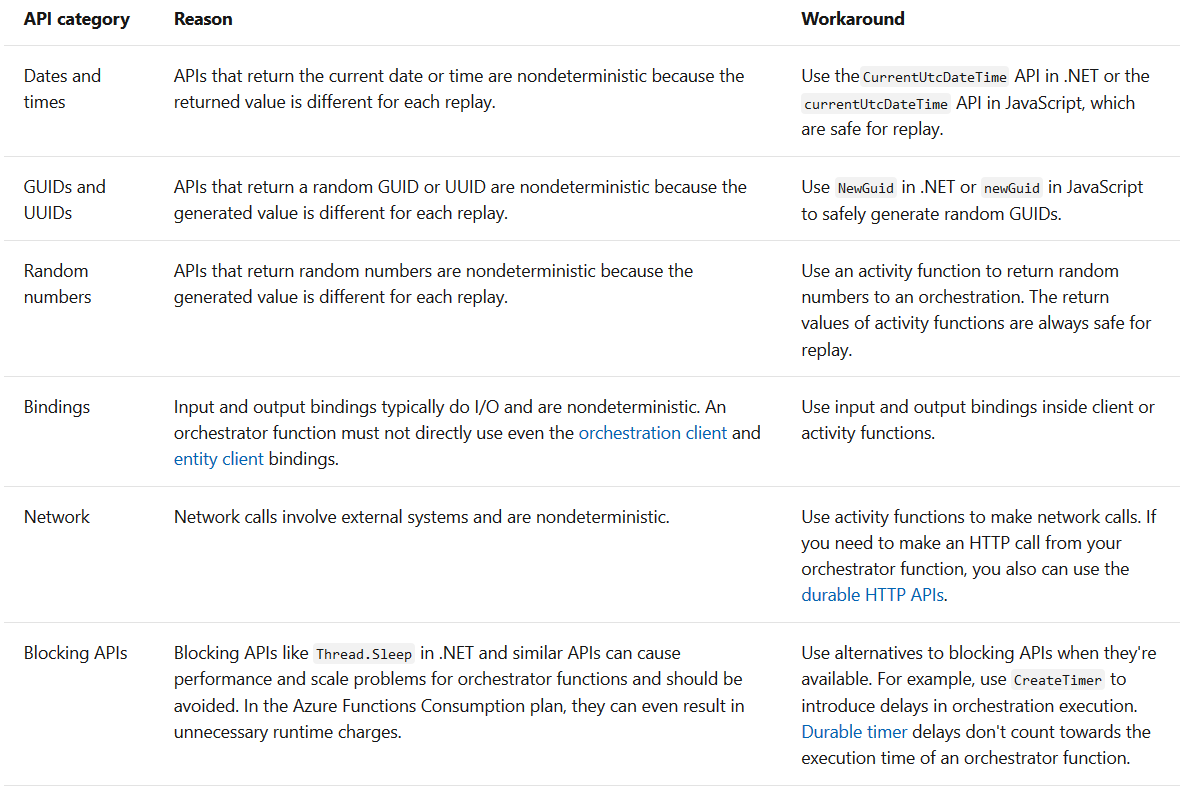 API category
Reason
Workaround
Dates and
times
APIs that return the current date or time are nondeterministic because the
returned value is different for each replay.
Use the CurrentUtcDateTime API in .NET or the
currentUtcDateTime API in JavaScript, which
are safe for replay.
GUIDs and
UUIDs
APIs that return a random GUID or UUID are nondeterministic because the
generated value is different for each replay.
Use NewGuid in .NET or newGuid in JavaScript
to safely generate random GUIDs.
Random
numbers
APIs that return random numbers are nondeterministic because the
generated value is different for each replay.
Use an activity function to return random
numbers to an orchestration. The return
values of activity functions are always safe for
replay.
Bindings
Input and output bindings typically do I/O and are nondeterministic. An
orchestrator function must not directly use even the orchestration client and
entity client bindings.
Use input and output bindings inside client or
activity functions.
Network
Network calls involve external systems and are nondeterministic.
Use activity functions to make network calls. If
you need to make an HTTP call from your
orchestrator function, you also can use the
durable HTTP APIs.
Blocking APIs
Blocking APIs like Thread.Sleep in .NET and similar APIs can cause
performance and scale problems for orchestrator functions and should be
avoided. In the Azure Functions Consumption plan, they can even result in
unnecessary runtime charges.
Use alternatives to blocking APIs when they're
available. For example, use CreateTimer to
introduce delays in orchestration execution.
Durable timer delays don't count towards the
execution time of an orchestrator function.